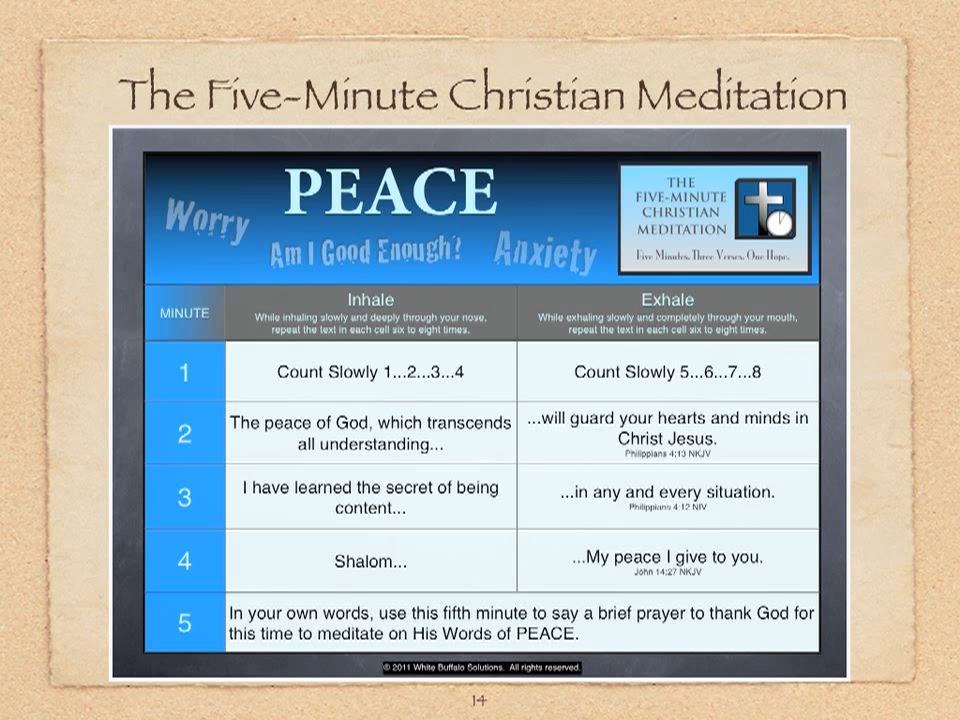 The Five-Minute Christian Meditation
PEACE
Worry
Am I Good Enough?
Anxiety
THE
FIVE-MINUTE
CHRISTIAN
MEDITATION
Five Minutes. Three Verses. One Hope.
MINUTE
Inhale
While inhaling slowly and deeply through your nose,
repeat the text in each cell six to eight times.
Exhale
While exhaling slowly and completely through your mouth,
repeat the text in each cell six to eight times.
1
Count Slowly 1...2...3...4
Count Slowly 5...6...7...8
2
The peace of God, which transcends
all understanding...
...will guard your hearts and minds in
Christ Jesus.
Philippians 4:13 NKJV
3
I have learned the secret of being
content...
...in any and every situation.
Philippians 4:12 NIV
4
Shalom...
...My peace I give to you.
John 14:27 NKJV
5
In your own words, use this fifth minute to say a brief prayer to thank God for
this time to meditate on His Words of PEACE.
© 2011 White Buffalo Solutions. All rights reserved.
14